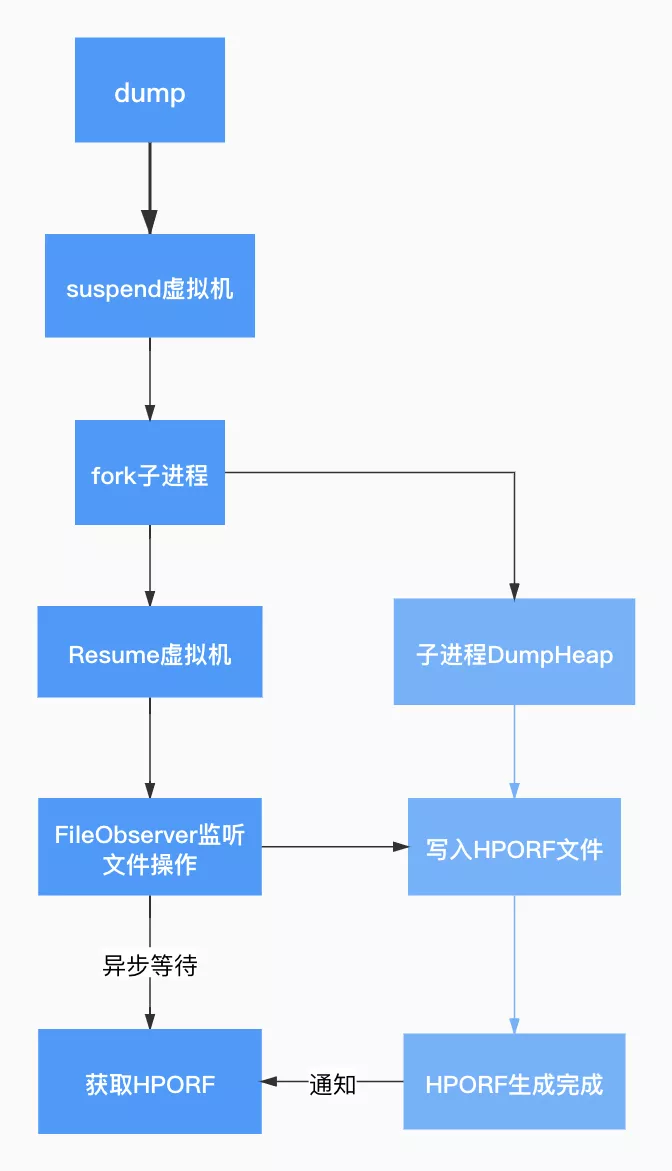 dump
suspend虚拟机
fork子进程
Resume虚拟机
子进程DumpHeap
FileObserver监听
文件操作
写入HPORF文件
异步等待
获取HPORF
通知
HPORF生成完成